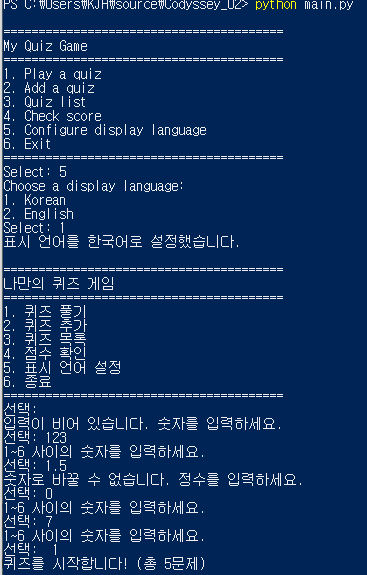 PS C:₩Users₩KJH₩source₩Codyssey_02> python main.py
========================================
My Quiz Game
========================================
1. Play a quiz
2. Add a quiz
3. Quiz list
4. Check score
5. Configure display language
6. Exit
========================================
Select: 5
Choose a display language:
1. Korean
2. English
Select: 1
표시 언어를 한국어로 설정했습니다.
========================================
나만의 퀴즈 게임
========================================
1. 퀴즈 풀기
2. 퀴즈 추가
3. 퀴즈 목록
4. 점수 확인
5. 표시 언어 설정
6. 종료
========================================
선택:
입력이 비어 있습니다. 숫자를 입력하세요.
선택: 123
1~6 사이의 숫자를 입력하세요.
선택: 1.5
숫자로 바꿀 수 없습니다. 정수를 입력하세요.
선택: 0
1~6 사이의 숫자를 입력하세요.
선택: 7
1~6 사이의 숫자를 입력하세요.
선택:  1
퀴즈를 시작합니다! (총 5문제)